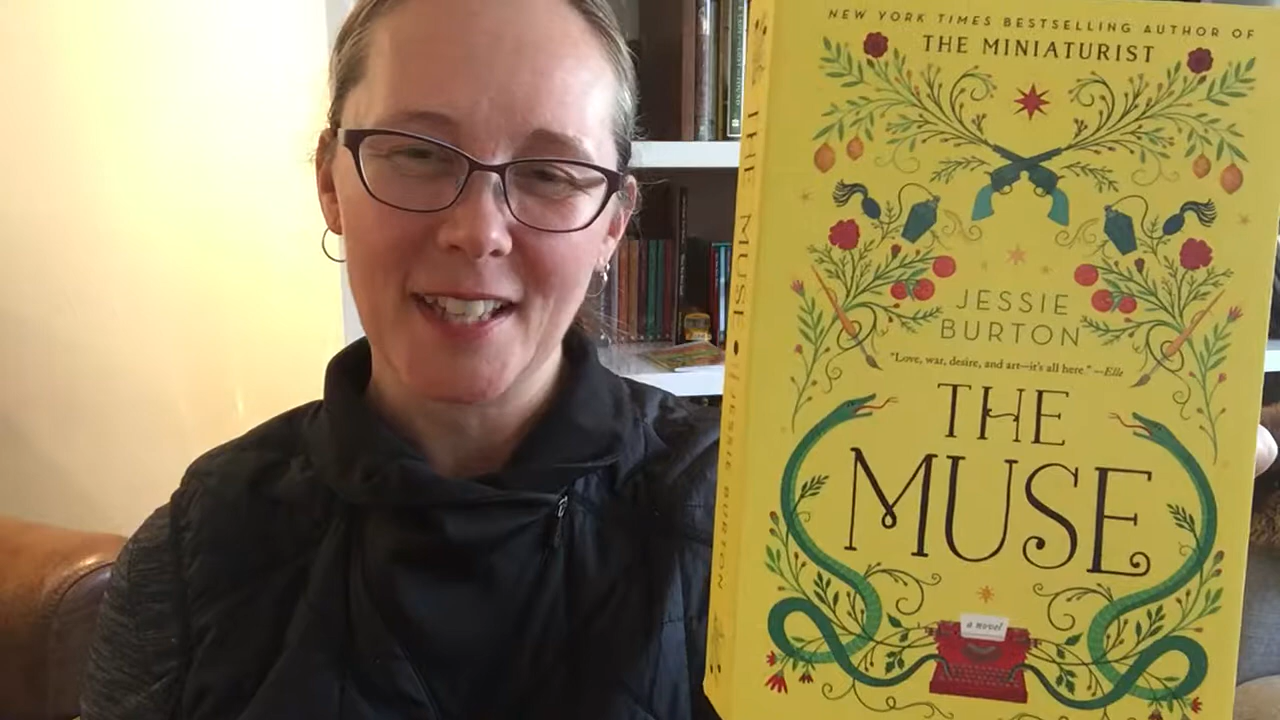 NEW YORK TIMES BESTSELLING AUTHOR OF
THE MINIATURIST
JESSIE
BURTON
"Love, war, desire, and art—it's all here." —Elle
THE
MUSE
a novel
THE MUSE • JESSIE BURTON